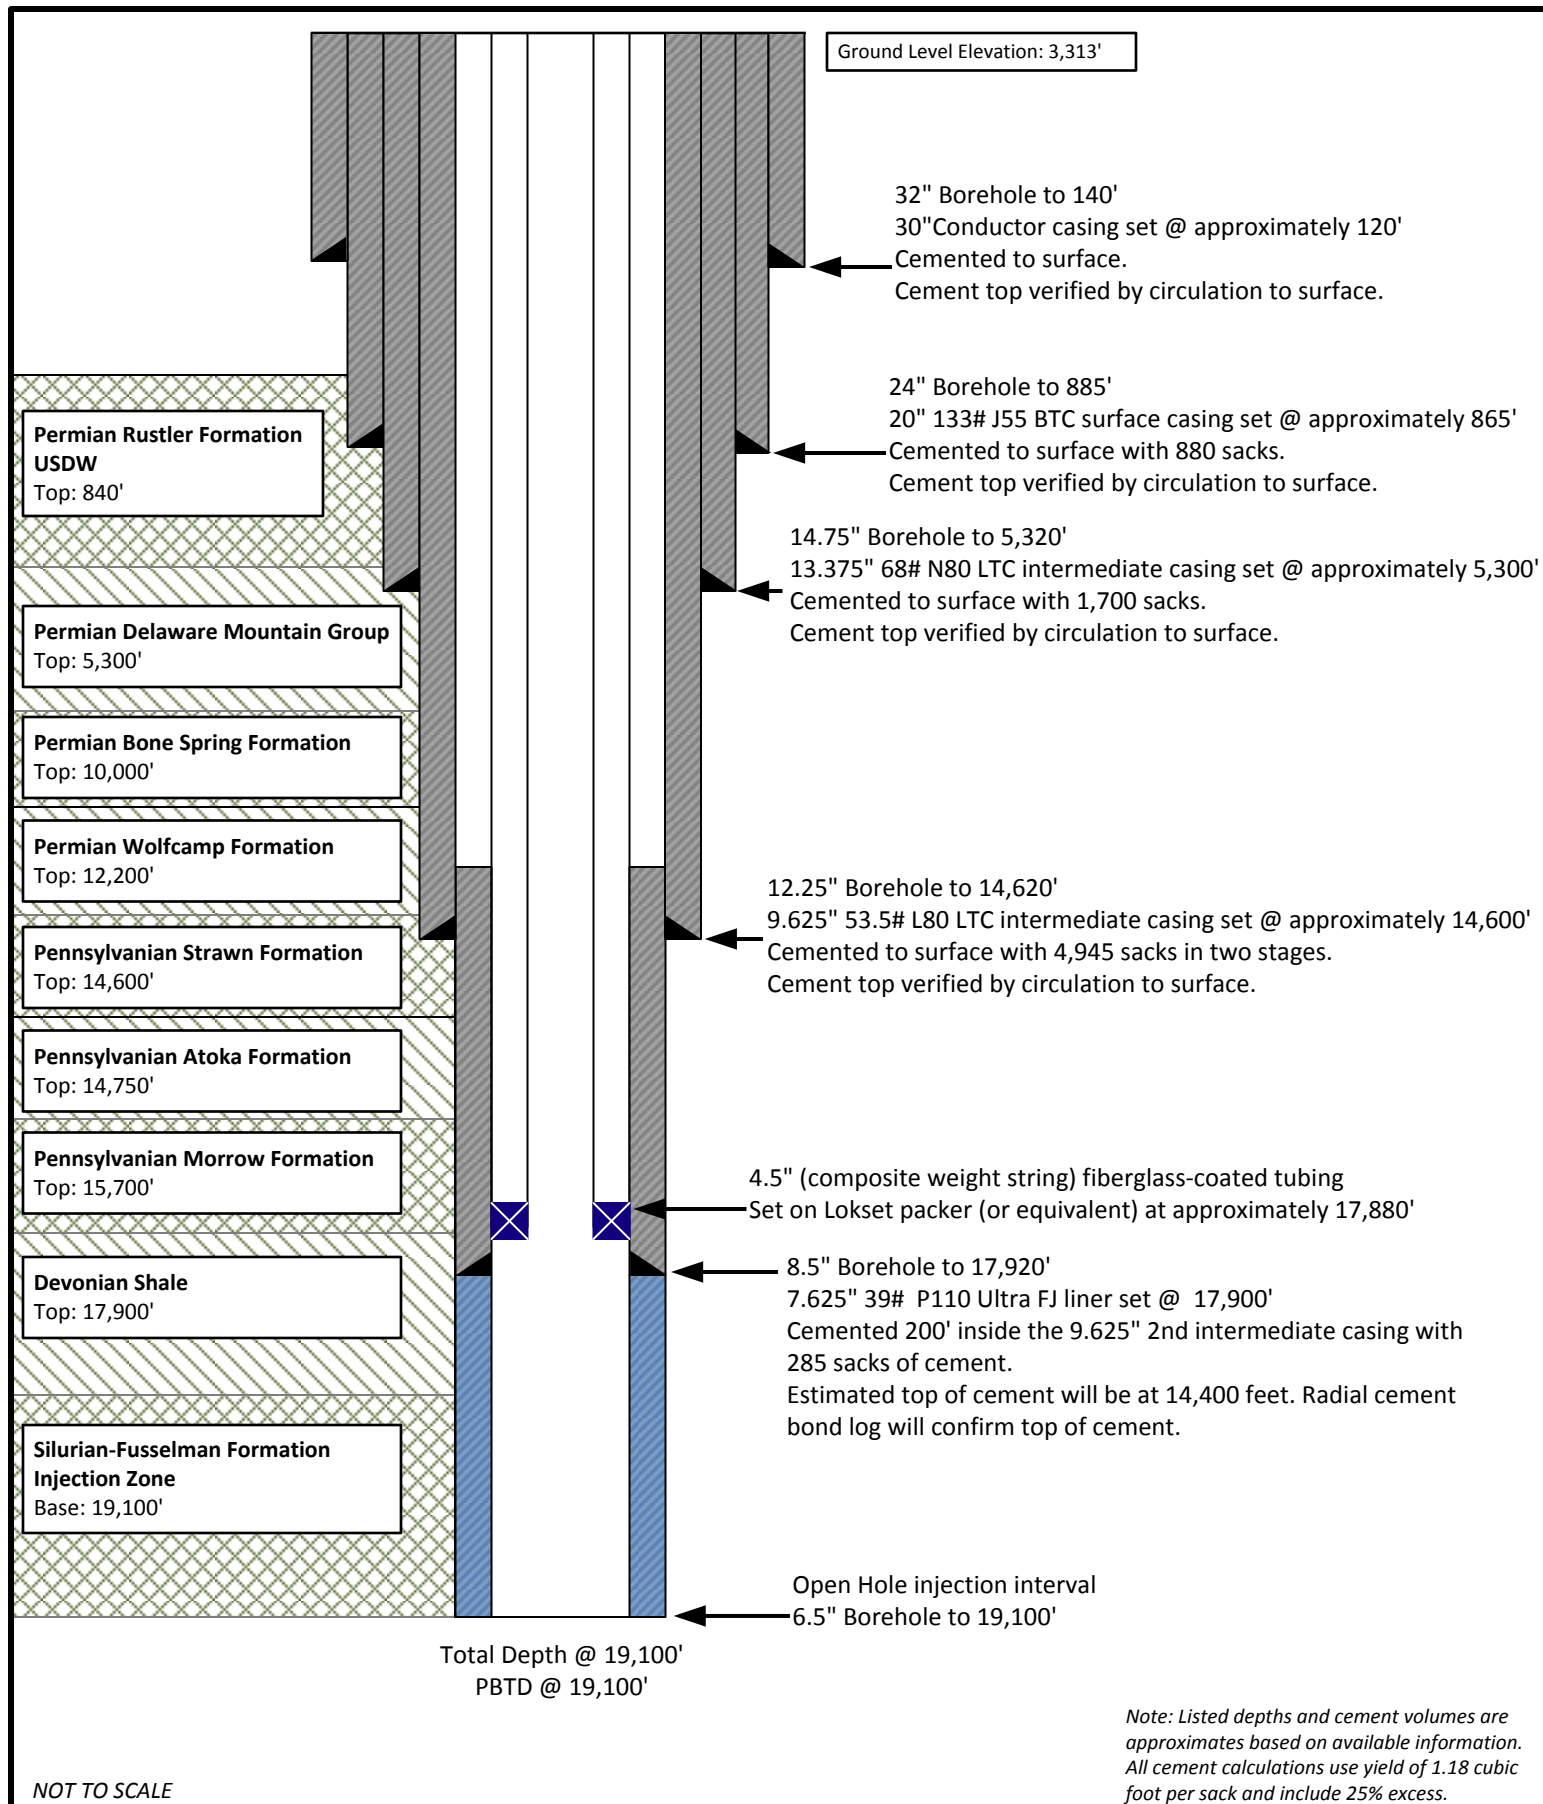 Ground Level Elevation: 3,313'
32" Borehole to 140'
30"Conductor casing set @ approximately 120'
Cemented to surface.
Cement top verified by circulation to surface.
24" Borehole to 885'
20" 133# J55 BTC surface casing set @ approximately 865'
Cemented to surface with 880 sacks.
Cement top verified by circulation to surface.
Permian Rustler Formation
USDW
Top: 840'
14.75" Borehole to 5,320'
13.375" 68# N80 LTC intermediate casing set @ approximately 5,300'
Cemented to surface with 1,700 sacks.
Cement top verified by circulation to surface.
Permian Delaware Mountain Group
Top: 5,300'
Permian Bone Spring Formation
Top: 10,000'
Permian Wolfcamp Formation
Top: 12,200'
12.25" Borehole to 14,620'
9.625" 53.5# L80 LTC intermediate casing set @ approximately 14,600'
Cemented to surface with 4,945 sacks in two stages.
Cement top verified by circulation to surface.
Pennsylvanian Strawn Formation
Top: 14,600'
Pennsylvanian Atoka Formation
Top: 14,750'
Pennsylvanian Morrow Formation
Top: 15,700'
4.5" (composite weight string) fiberglass-coated tubing
Set on Lokset packer (or equivalent) at approximately 17,880'
Devonian Shale
Top: 17,900'
8.5" Borehole to 17,920'
7.625" 39#  P110 Ultra FJ liner set @  17,900'
Cemented 200' inside the 9.625" 2nd intermediate casing with
285 sacks of cement.
Estimated top of cement will be at 14,400 feet. Radial cement
bond log will confirm top of cement.
Silurian-Fusselman Formation
Injection Zone
Base: 19,100'
Open Hole injection interval
6.5" Borehole to 19,100'
Total Depth @ 19,100'
PBTD @ 19,100'
Note: Listed depths and cement volumes are
approximates based on available information.
All cement calculations use yield of 1.18 cubic
foot per sack and include 25% excess.
NOT TO SCALE